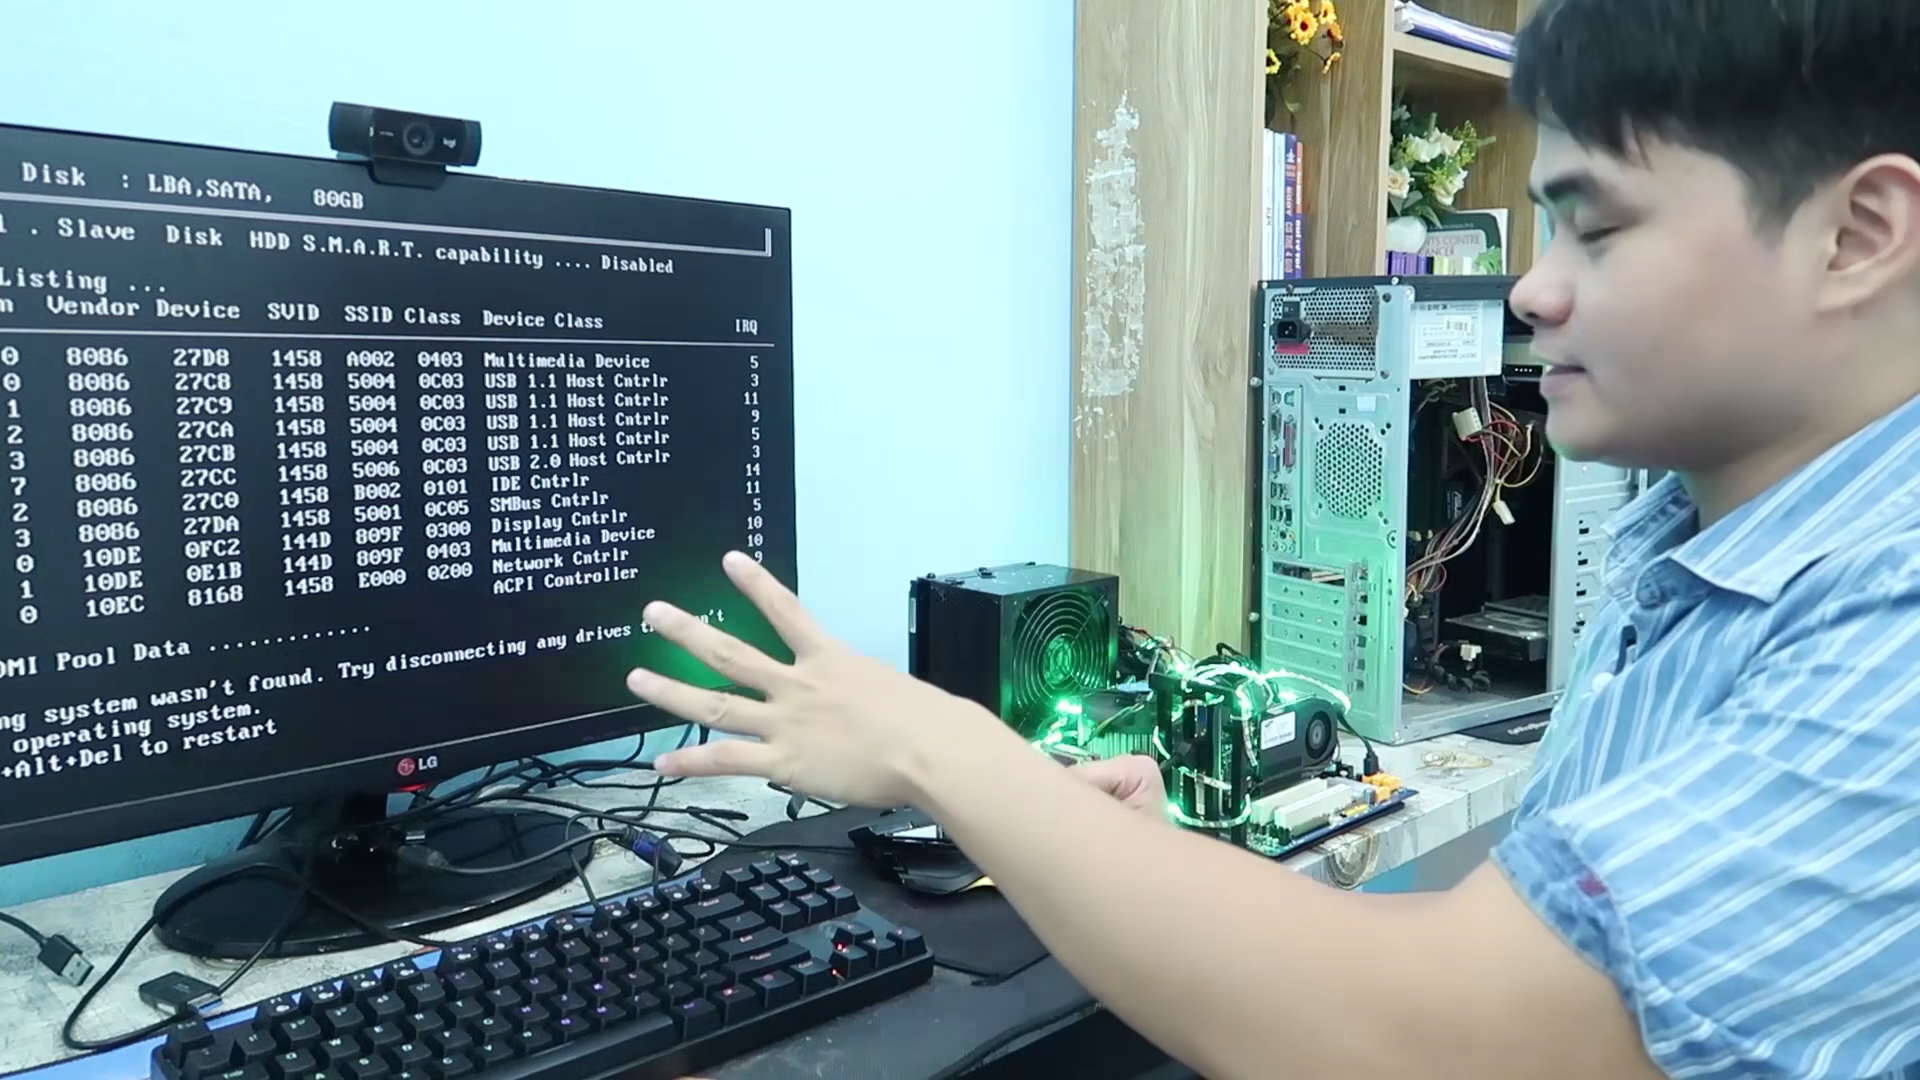 Disk : LBA,SATA, 80GB
1 . Slave Disk HDD S.M.A.R.T. capability .... Disabled
Listing ...
n Vendor Device SVID SSID Class Device Class IRQ
0 8086 27D8 1458 A002 0403 Multimedia Device 5
0 8086 27C8 1458 5004 0C03 USB 1.1 Host Cntrlr 3
1 8086 27C9 1458 5004 0C03 USB 1.1 Host Cntrlr 11
2 8086 27CA 1458 5004 0C03 USB 1.1 Host Cntrlr 9
3 8086 27CB 1458 5004 0C03 USB 1.1 Host Cntrlr 5
7 8086 27CC 1458 5006 0C03 USB 2.0 Host Cntrlr 3
2 8086 27C0 1458 B002 0101 IDE Cntrlr 14
3 8086 27DA 1458 5001 0C05 SMBus Cntrlr 11
0 10DE 0FC2 144D 809F 0300 Display Cntrlr 5
1 10DE 0E1B 144D 809F 0403 Multimedia Device 10
0 10EC 8168 1458 E000 0200 Network Cntrlr 10
ACPI Controller 9
DMI Pool Data ............
ng system wasn't found. Try disconnecting any drives n't
operating system.
+Alt+Del to restart
LG
logi
NTS CONTRE
ANCER